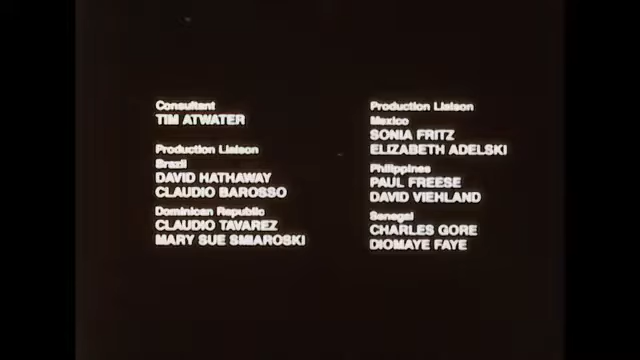 Consultant
TIM ATWATER
Production Liaison
Brazil
DAVID HATHAWAY
CLAUDIO BAROSSO
Dominican Republic
CLAUDIO TAVAREZ
MARY SUE SMIAROSKI
Production Liaison
Mexico
SONIA FRITZ
ELIZABETH ADELSKI
Philippines
PAUL FREESE
DAVID VIEHLAND
Senegal
CHARLES GORE
DIOMAYE FAYE